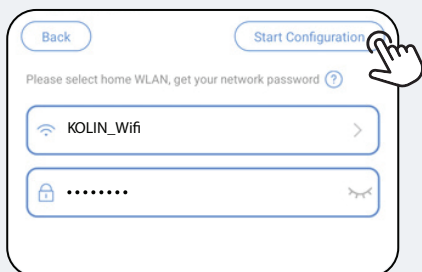 Back
Start Configuration
Please select home WLAN, get your network password ?
KOLIN_Wifi
••••••••